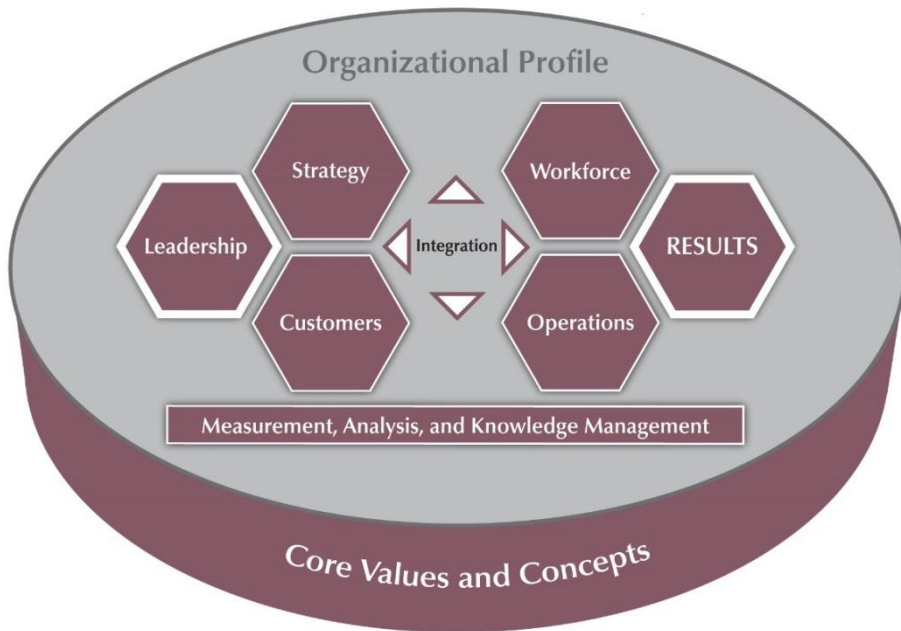 Organizational Profile
Strategy
Workforce
Leadership
Integration
RESULTS
Customers
Operations
Measurement, Analysis, and Knowledge Management
Core Values and Concepts